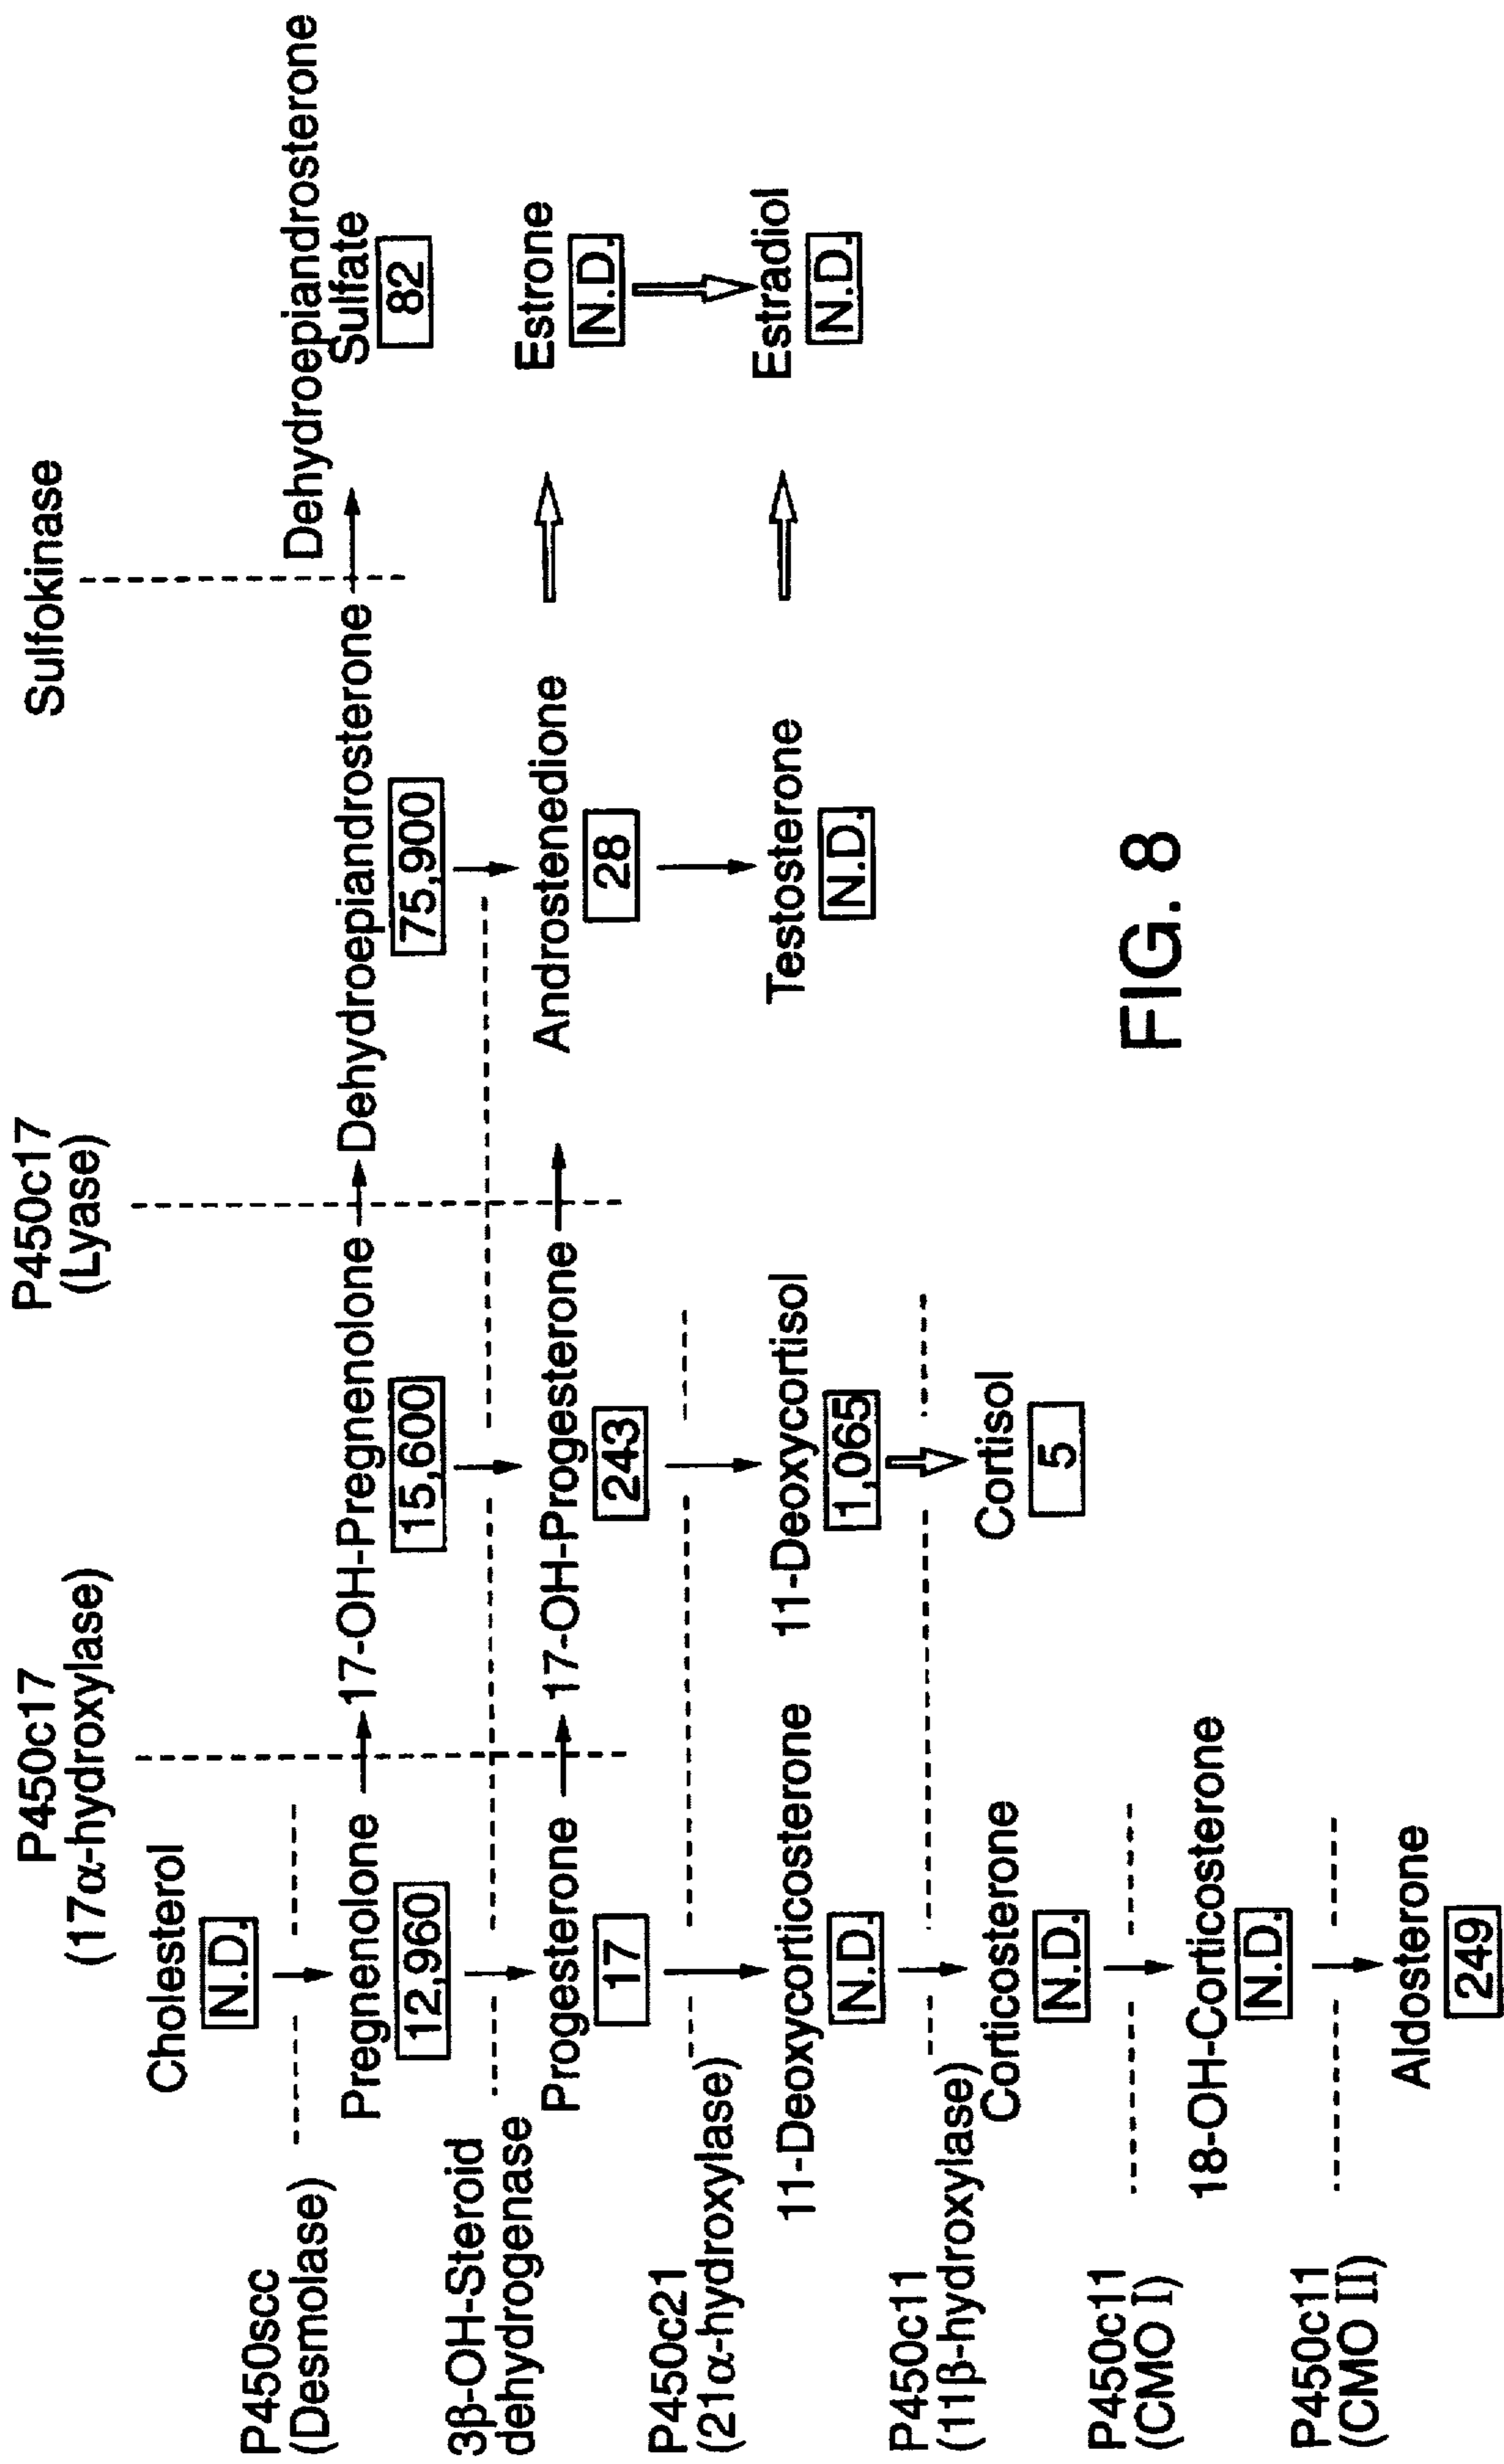 P450c17
(17α-hydroxylase)
P450c17
(Lyase)
Sulfokinase
Cholesterol
N.D.
P450scc
(Desmolase)
Pregnenolone
12,960
17-OH-Pregnenolone
15,600
Dehydroepiandrosterone
75,900
Dehydroepiandrosterone
Sulfate
82
3β-OH-Steroid
dehydrogenase
Progesterone
17
17-OH-Progesterone
243
Androstenedione
28
Estrone
N.D.
P450c21
(21α-hydroxylase)
11-Deoxycorticosterone
N.D.
11-Deoxycortisol
1,065
Testosterone
N.D.
Estradiol
N.D.
P450c11
(11β-hydroxylase)
Corticosterone
N.D.
Cortisol
5
P450c11
(CMO I)
18-OH-Corticosterone
N.D.
P450c11
(CMO II)
Aldosterone
249
FIG. 8